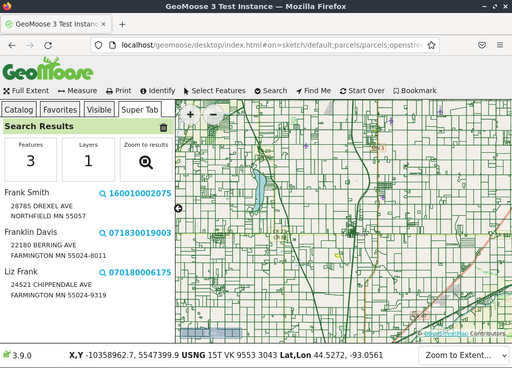 GeoMoose 3 Test Instance — Mozilla Firefox
GeoMoose 3 Test Instance
localhost/geomoose/desktop/index.html#on=sketch/default;parcels/parcels;openstre
GeoMoose
Full Extent Measure Print Identify Select Features Search Find Me Start Over Bookmark
Catalog Favorites Visible Super Tab
Search Results
Features Layers Zoom to results
3 1
Frank Smith 160010002075
28785 DREXEL AVE
NORTHFIELD MN 55057
Franklin Davis 071830019003
22180 BERRING AVE
FARMINGTON MN 55024-8011
Liz Frank 070180006175
24521 CHIPPENDALE AVE
FARMINGTON MN 55024-9319
+ −
© OpenStreetMap Contributors
3.9.0 X,Y -10358962.7, 5547399.9 USNG 15T VK 9553 3043 Lat,Lon 44.5272, -93.0561 Zoom to Extent...